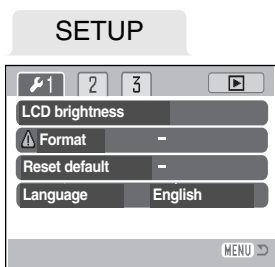 SETUP
1 2 3
LCD brightness
Format –
Reset default –
Language English
MENU